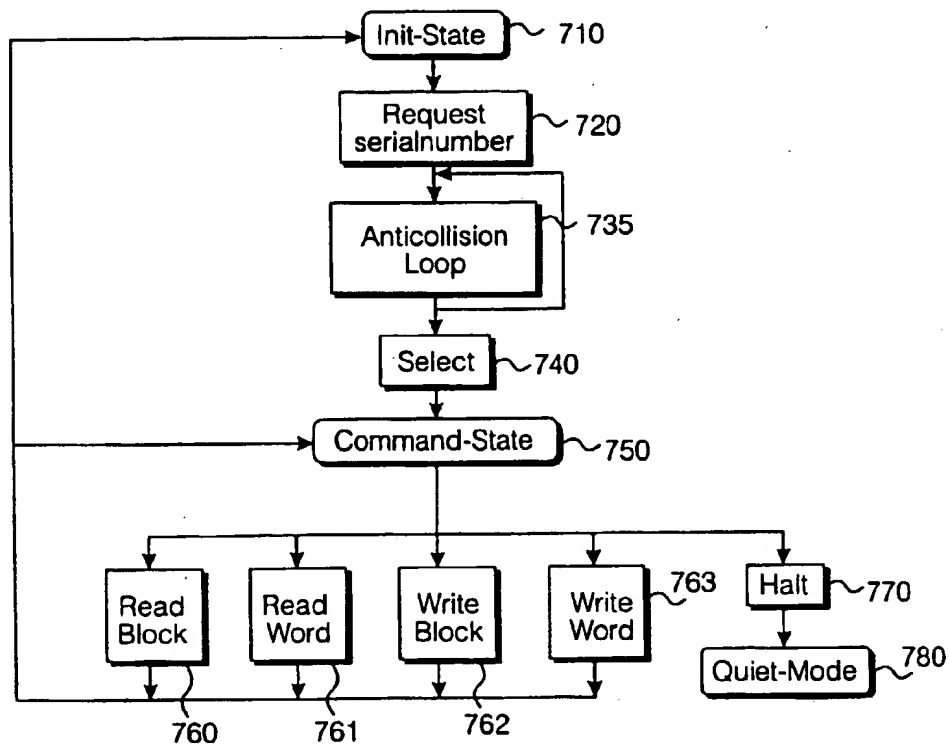 Init-State
710
Request
serialnumber
720
Anticollision
Loop
735
Select
740
Command-State
750
Read
Block
760
Read
Word
761
Write
Block
762
Write
Word
763
Halt
770
Quiet-Mode
780